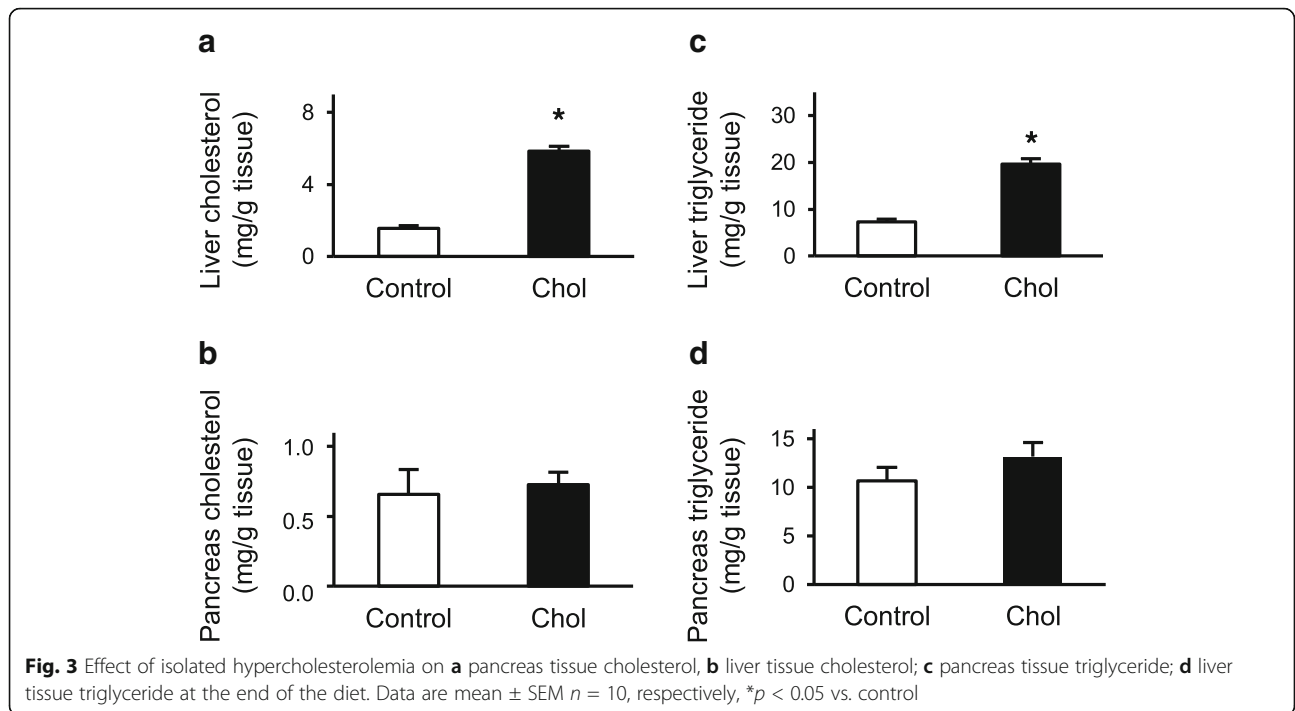 a
Liver cholesterol
(mg/g tissue)
8
4
0
*
Control
Chol
c
Liver triglyceride
(mg/g tissue)
30
20
10
0
*
Control
Chol
b
Pancreas cholesterol
(mg/g tissue)
1.0
0.5
0.0
Control
Chol
d
Pancreas triglyceride
(mg/g tissue)
15
10
5
0
Control
Chol
Fig. 3 Effect of isolated hypercholesterolemia on a pancreas tissue cholesterol, b liver tissue cholesterol; c pancreas tissue triglyceride; d liver
tissue triglyceride at the end of the diet. Data are mean ± SEM n = 10, respectively, *p < 0.05 vs. control